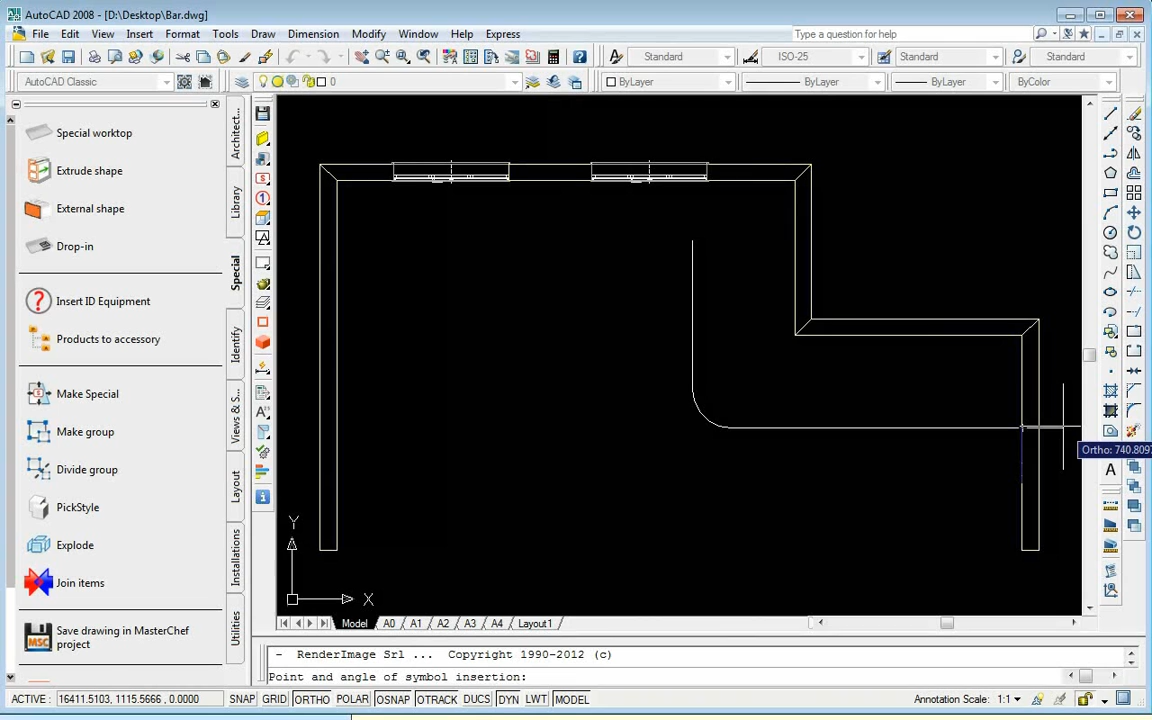 AutoCAD 2008 - [D:\Desktop\Bar.dwg]
File Edit View Insert Format Tools Draw Dimension Modify Window Help Express
Type a question for help
Standard ISO-25 Standard Standard
AutoCAD Classic 0 ByLayer ByLayer ByLayer ByColor
Special worktop
Extrude shape
External shape
Drop-in
Insert ID Equipment
Products to accessory
Make Special
Make group
Divide group
PickStyle
Explode
Join items
Save drawing in MasterChef
project
Architect...
Library
Special
Identify
Views & S...
Layout
Installations
Utilities
Ortho: 740.809
Y
X
Model A0 A1 A2 A3 A4 Layout1
- RenderImage Srl ... Copyright 1990-2012 (c)
Point and angle of symbol insertion:
ACTIVE : 16411.5103, 1115.5666 , 0.0000 SNAP GRID ORTHO POLAR OSNAP OTRACK DUCS DYN LWT MODEL Annotation Scale: 1:1